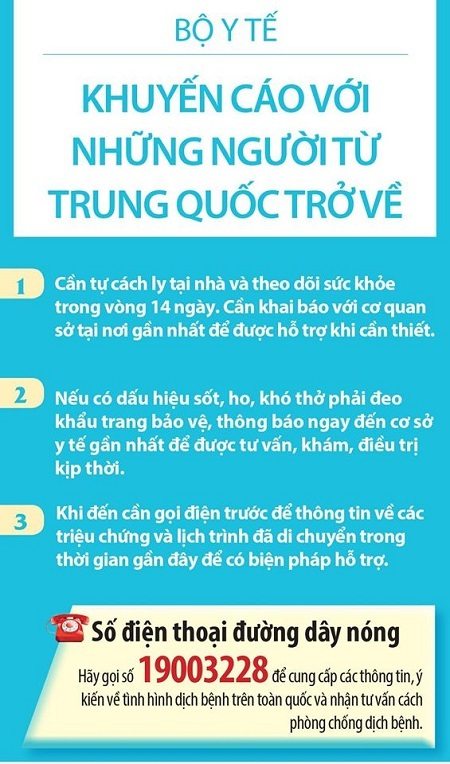 BỘ Y TẾ
KHUYẾN CÁO VỚI
NHỮNG NGƯỜI TỪ
TRUNG QUỐC TRỞ VỀ
1
Cần tự cách ly tại nhà và theo dõi sức khỏe
trong vòng 14 ngày. Cần khai báo với cơ quan
sở tại nơi gần nhất để được hỗ trợ khi cần thiết.
2
Nếu có dấu hiệu sốt, ho, khó thở phải đeo
khẩu trang bảo vệ, thông báo ngay đến cơ sở
y tế gần nhất để được tư vấn, khám, điều trị
kịp thời.
3
Khi đến cần gọi điện trước để thông tin về các
triệu chứng và lịch trình đã di chuyển trong
thời gian gần đây để có biện pháp hỗ trợ.
Số điện thoại đường dây nóng
Hãy gọi số 19003228 để cung cấp các thông tin, ý
kiến về tình hình dịch bệnh trên toàn quốc và nhận tư vấn cách
phòng chống dịch bệnh.